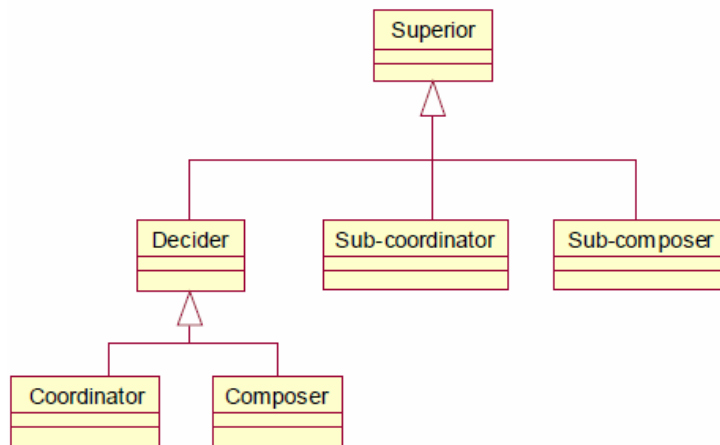 Superior
Decider
Sub-coordinator
Sub-composer
Coordinator
Composer